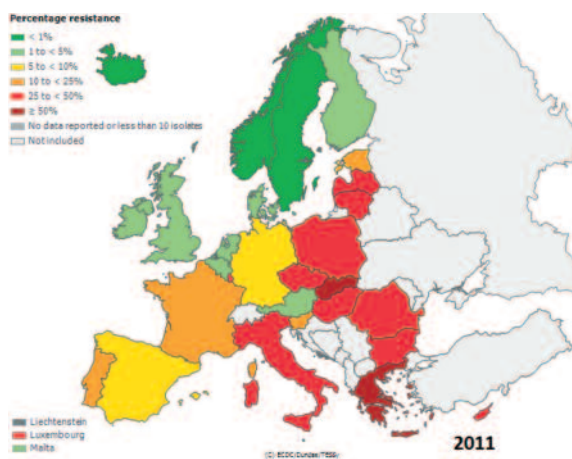 Percentage resistance
< 1%
1 to < 5%
5 to < 10%
10 to < 25%
25 to < 50%
≥ 50%
No data reported or less than 10 isolates
Not included
Liechtenstein
Luxembourg
Malta
(C) ECDC/Dundas/TESSy
2011